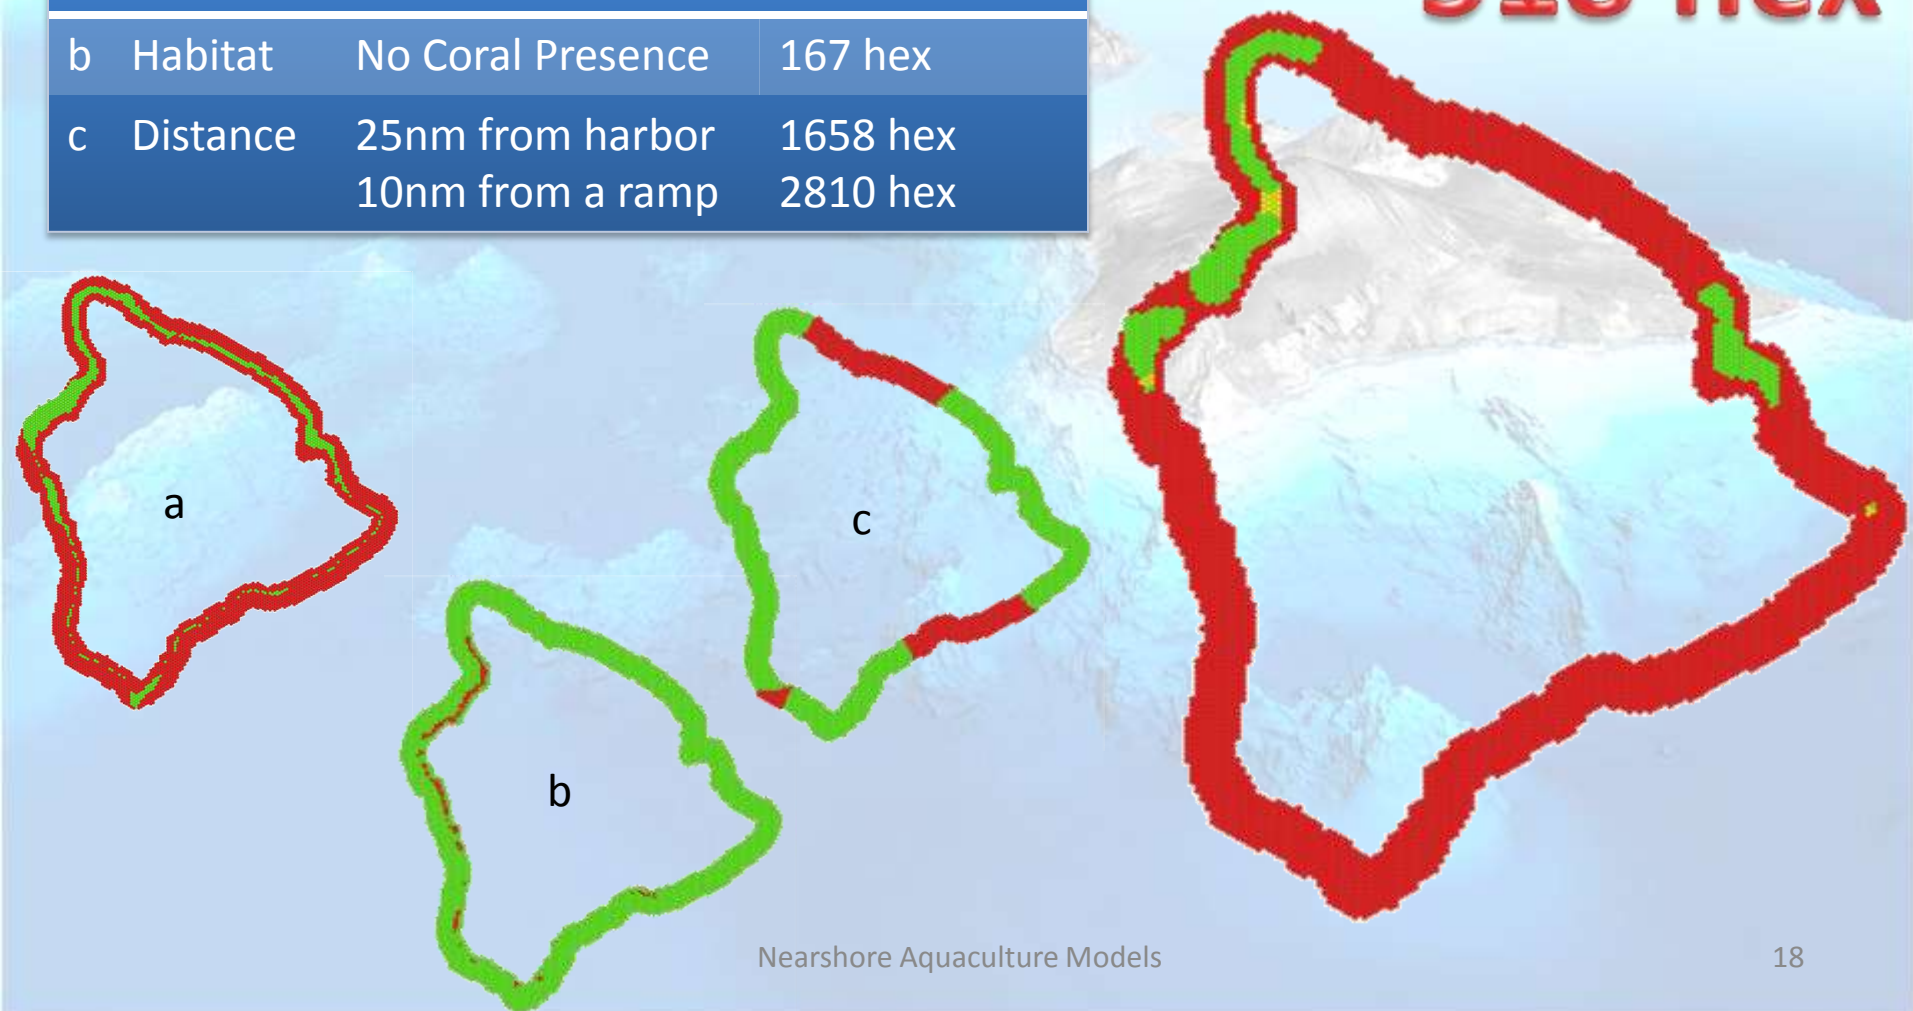 hex
b Habitat No Coral Presence 167 hex
c Distance 25nm from harbor 1658 hex
10nm from a ramp 2810 hex
a
c
b
Nearshore Aquaculture Models 18